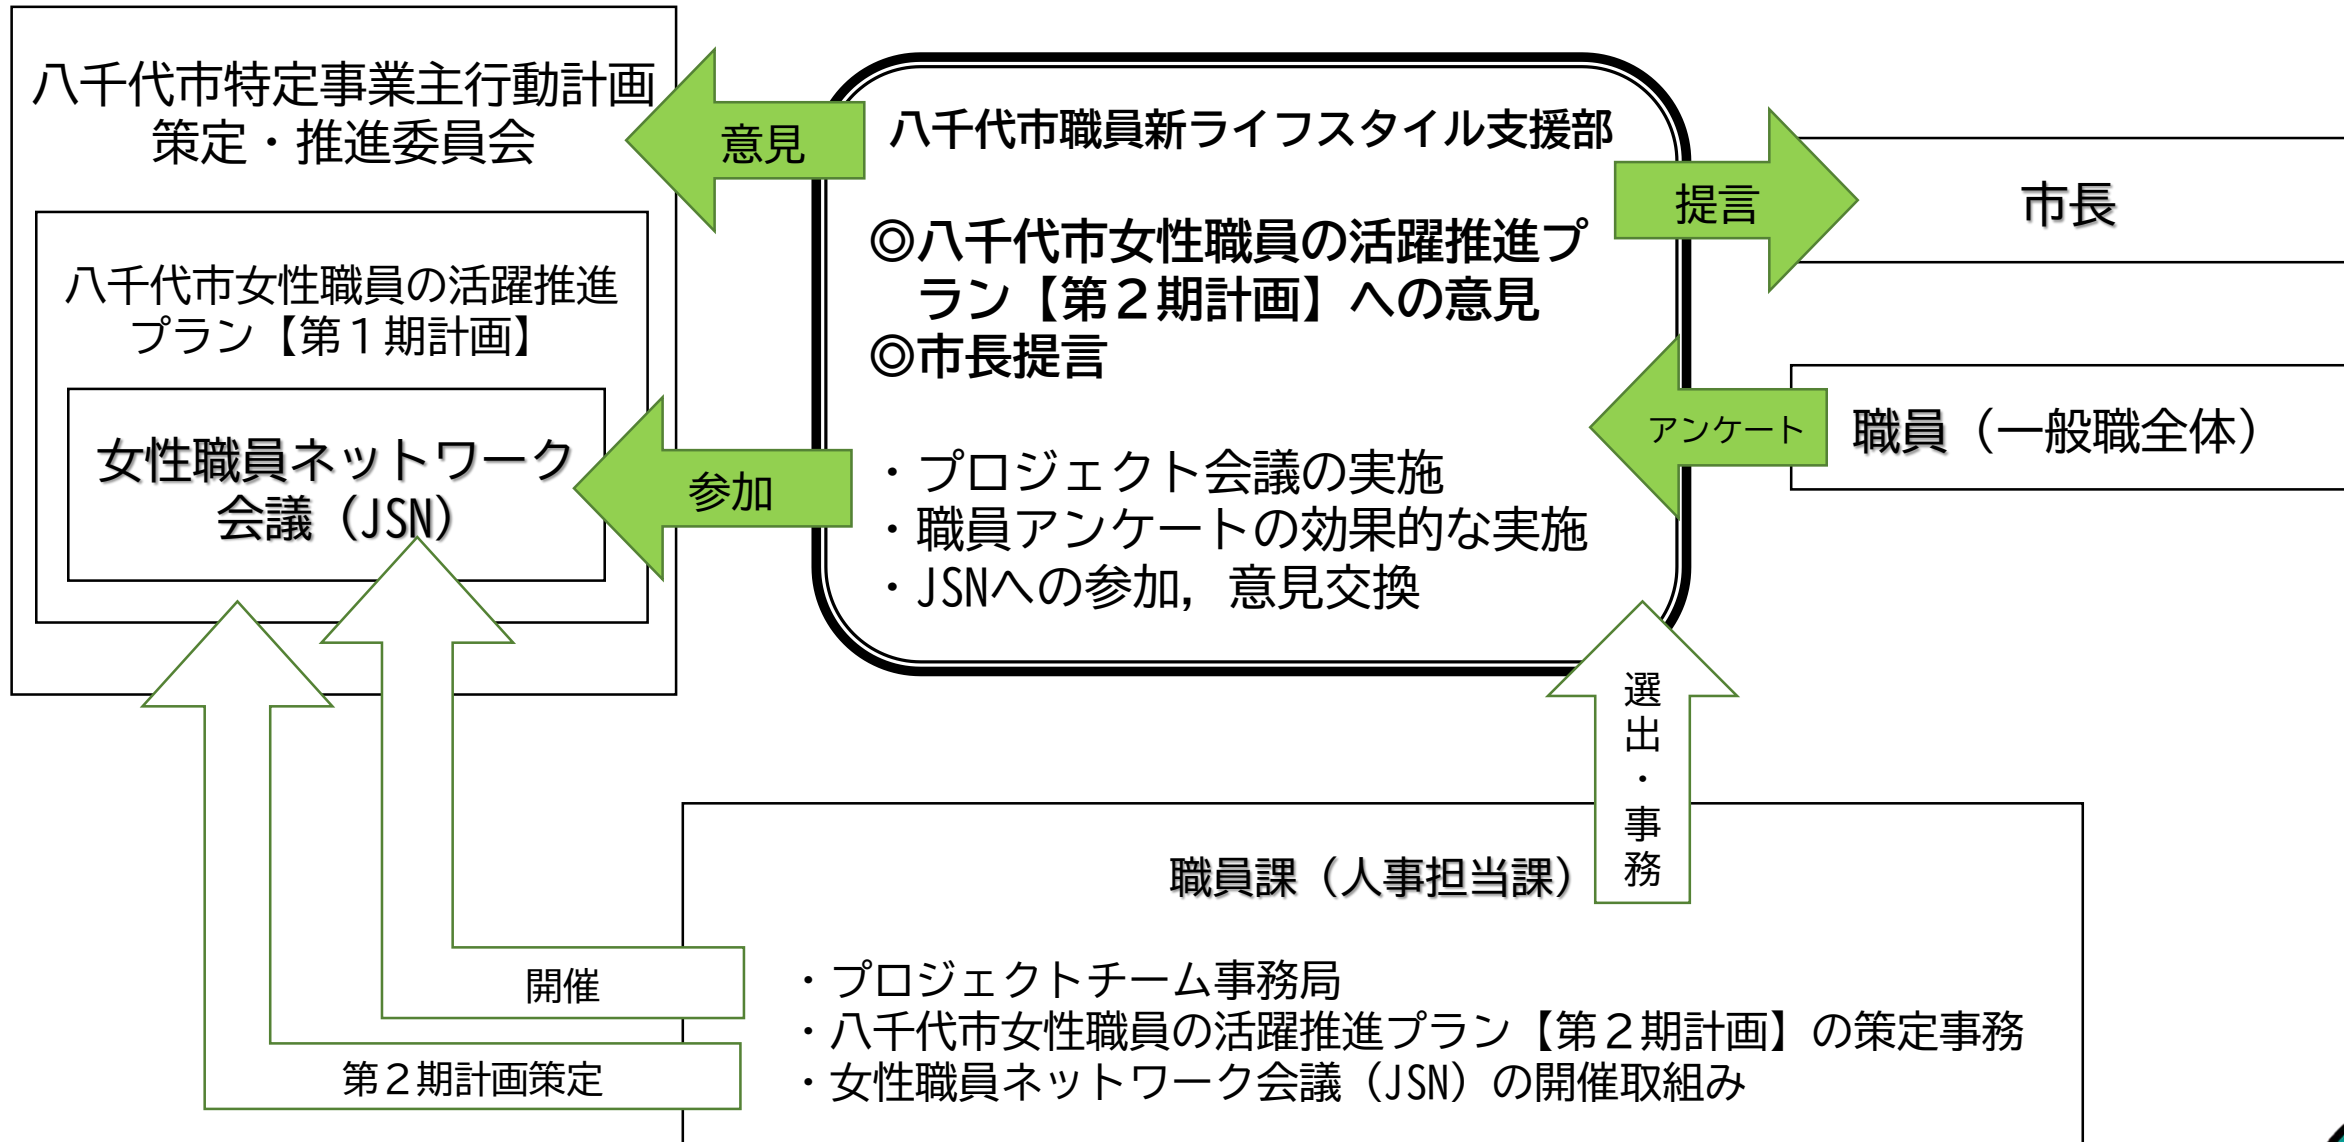 八千代市特定事業主行動計画
策定・推進委員会
八千代市女性職員の活躍推進
プラン【第１期計画】
女性職員ネットワーク
会議（JSN）
意見
参加
八千代市職員新ライフスタイル支援部
◎八千代市女性職員の活躍推進プ
ラン【第２期計画】への意見
◎市長提言
・プロジェクト会議の実施
・職員アンケートの効果的な実施
・JSNへの参加，意見交換
提言
市長
アンケート
職員（一般職全体）
選出・事務
職員課（人事担当課）
・プロジェクトチーム事務局
・八千代市女性職員の活躍推進プラン【第２期計画】の策定事務
・女性職員ネットワーク会議（JSN）の開催取組み
開催
第２期計画策定